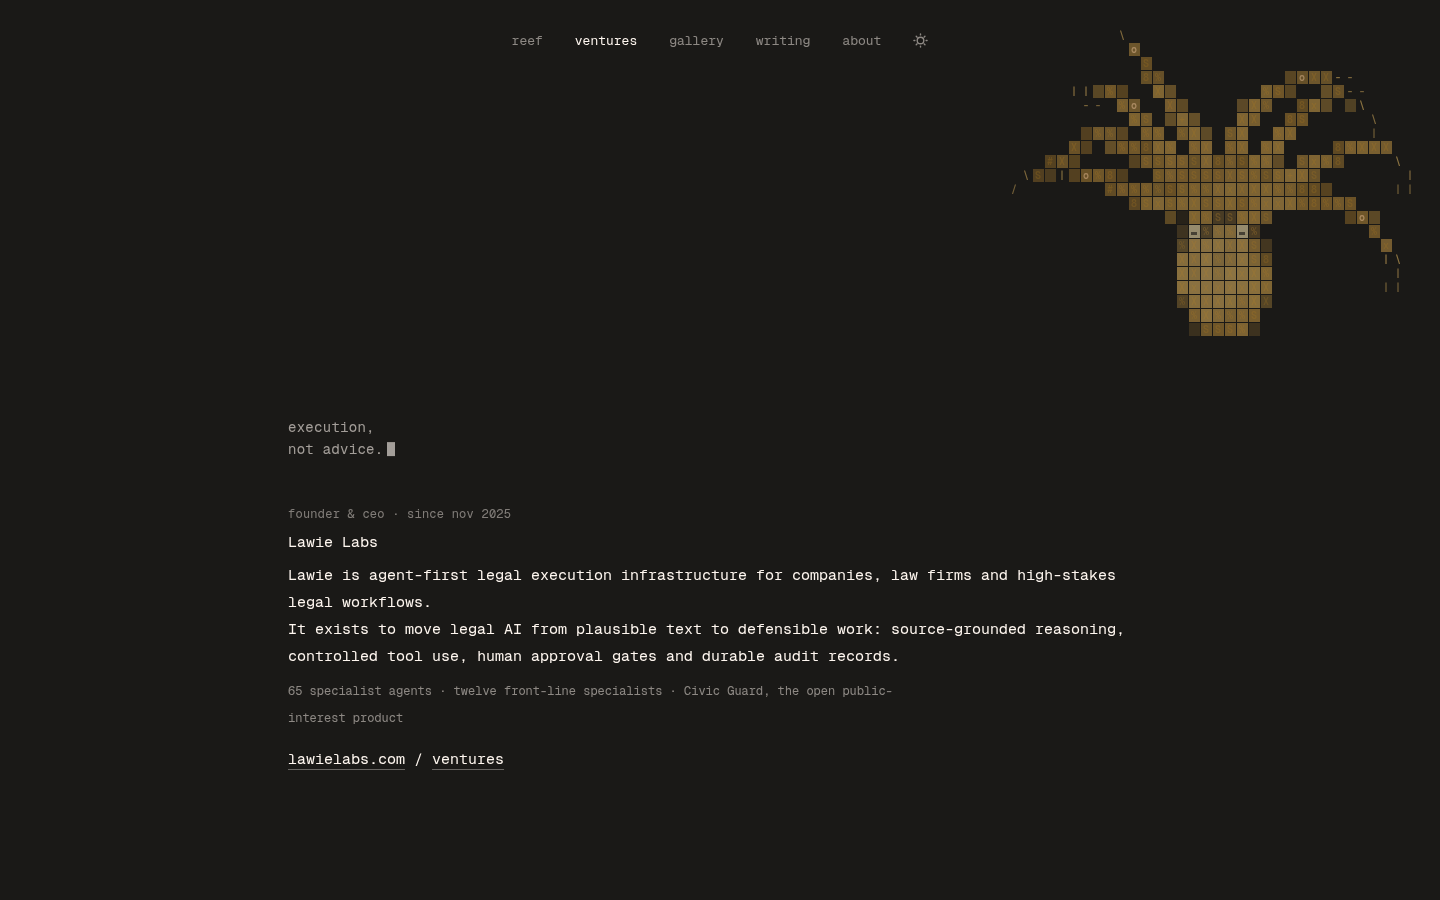 reef ventures gallery writing about
execution,
not advice.
founder & ceo · since nov 2025
Lawie Labs
Lawie is agent-first legal execution infrastructure for companies, law firms and high-stakes
legal workflows.
It exists to move legal AI from plausible text to defensible work: source-grounded reasoning,
controlled tool use, human approval gates and durable audit records.
65 specialist agents · twelve front-line specialists · Civic Guard, the open public-
interest product
lawielabs.com / ventures